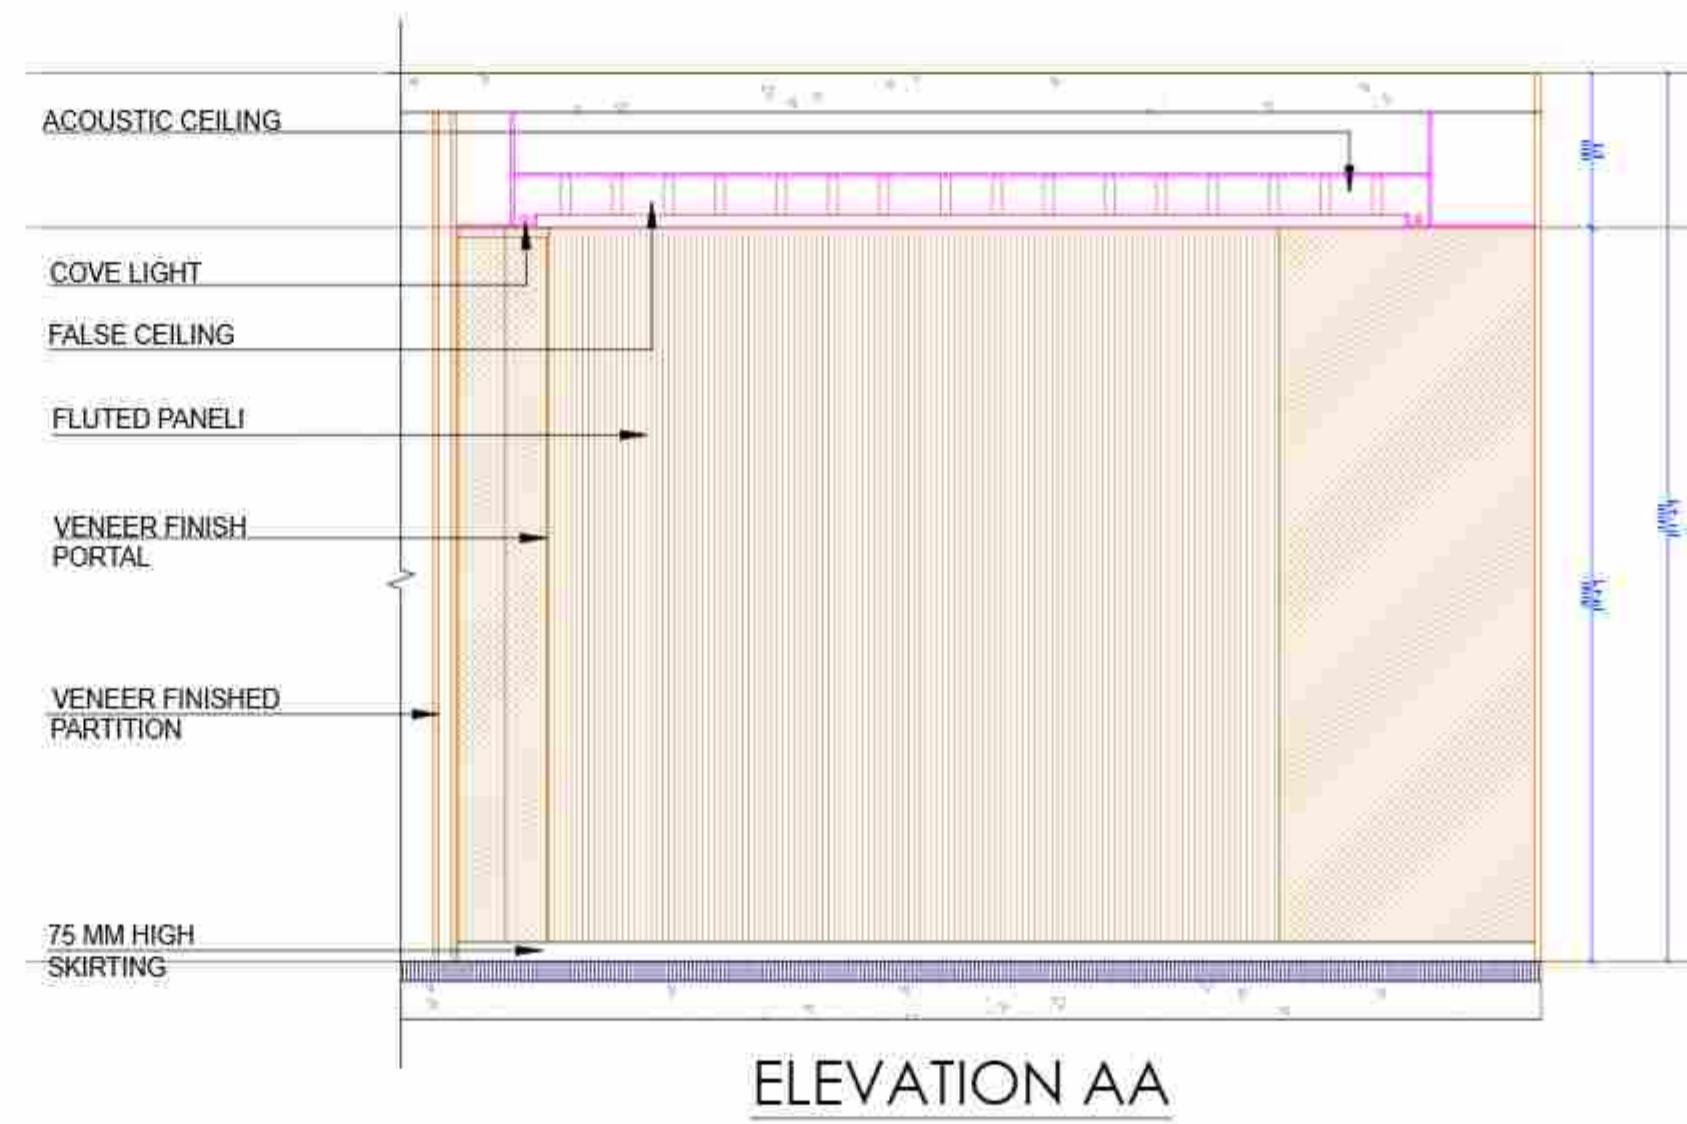 ACOUSTIC CEILING
COVE LIGHT
FALSE CEILING
FLUTED PANELI
VENEER FINISH
PORTAL
VENEER FINISHED
PARTITION
75 MM HIGH
SKIRTING
ELEVATION AA